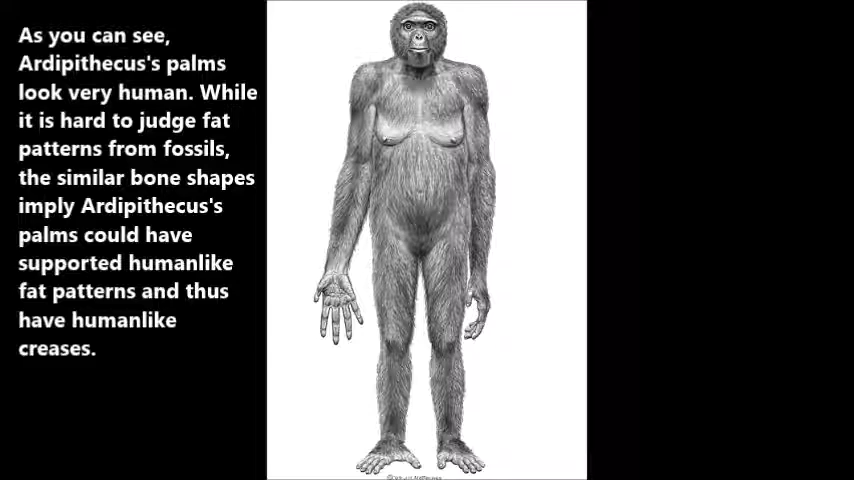 As you can see,
Ardipithecus's palms
look very human. While
it is hard to judge fat
patterns from fossils,
the similar bone shapes
imply Ardipithecus's
palms could have
supported humanlike
fat patterns and thus
have humanlike
creases.